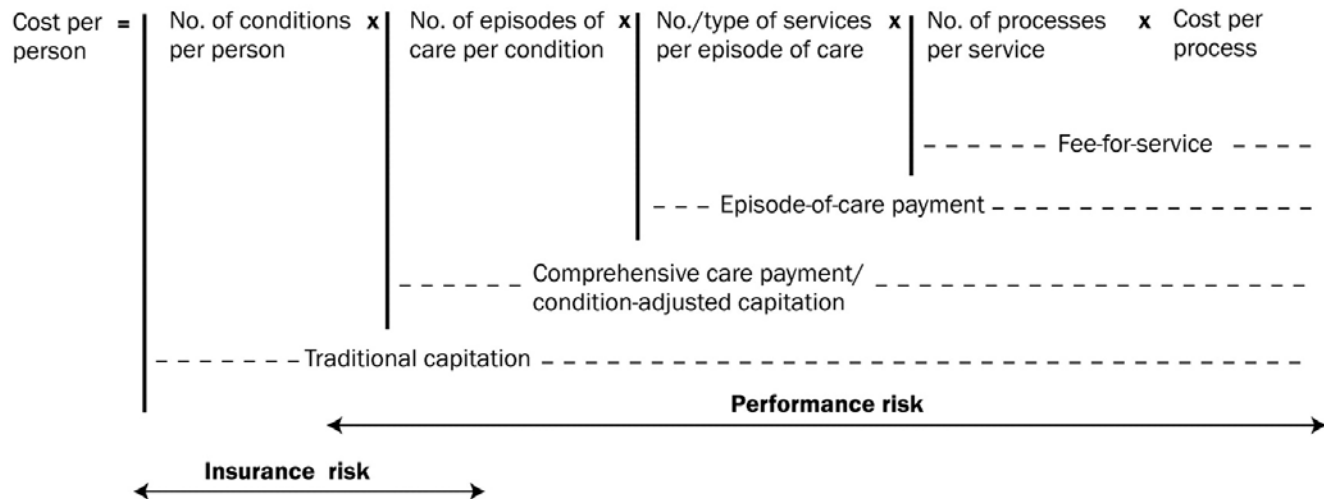 Cost per = No. of conditions x No. of episodes of x No./type of services x No. of processes x Cost per
person per person care per condition per episode of care per service process
Fee-for-service
Episode-of-care payment
Comprehensive care payment/
condition-adjusted capitation
Traditional capitation
Performance risk
Insurance risk